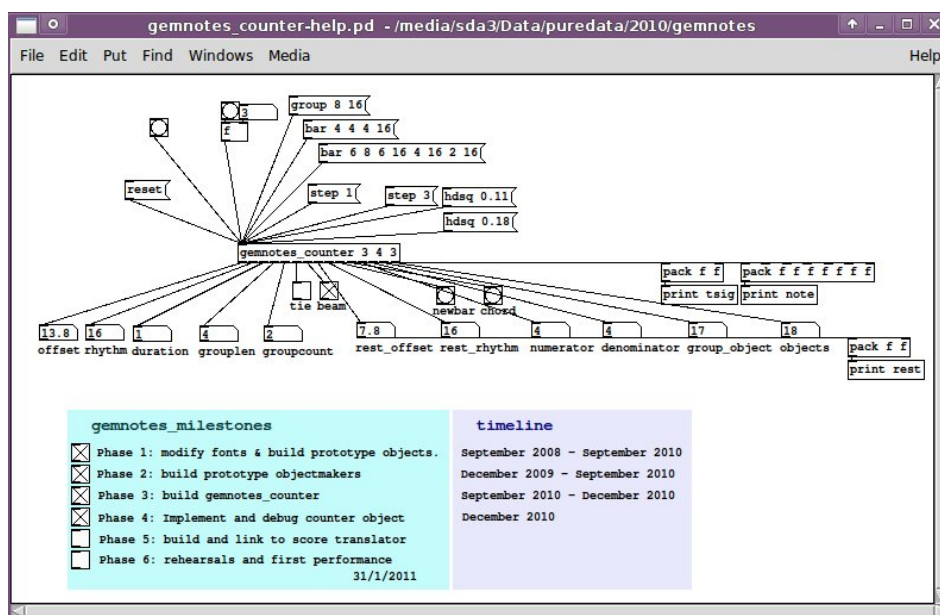 gemnotes_counter-help.pd - /media/sda3/Data/puredata/2010/gemnotes
File Edit Put Find Windows Media Help
3
group 8 16
f
bar 4 4 4 16
bar 6 8 6 16 4 16 2 16
reset
step 1
step 3
hdsq 0.11
hdsq 0.18
gemnotes_counter 3 4 3
pack f f
pack f f f f f f f
print tsig
print note
tie beam
newbar chord
13.8 16 1 4 2 7.8 16 4 4 17 18
offset rhythm duration grouplen groupcount rest_offset rest_rhythm numerator denominator group_object objects
pack f f
print rest
gemnotes_milestones
Phase 1: modify fonts & build prototype objects.
Phase 2: build prototype objectmakers
Phase 3: build gemnotes_counter
Phase 4: Implement and debug counter object
Phase 5: build and link to score translator
Phase 6: rehearsals and first performance
31/1/2011
timeline
September 2008 - September 2010
December 2009 - September 2010
September 2010 - December 2010
December 2010